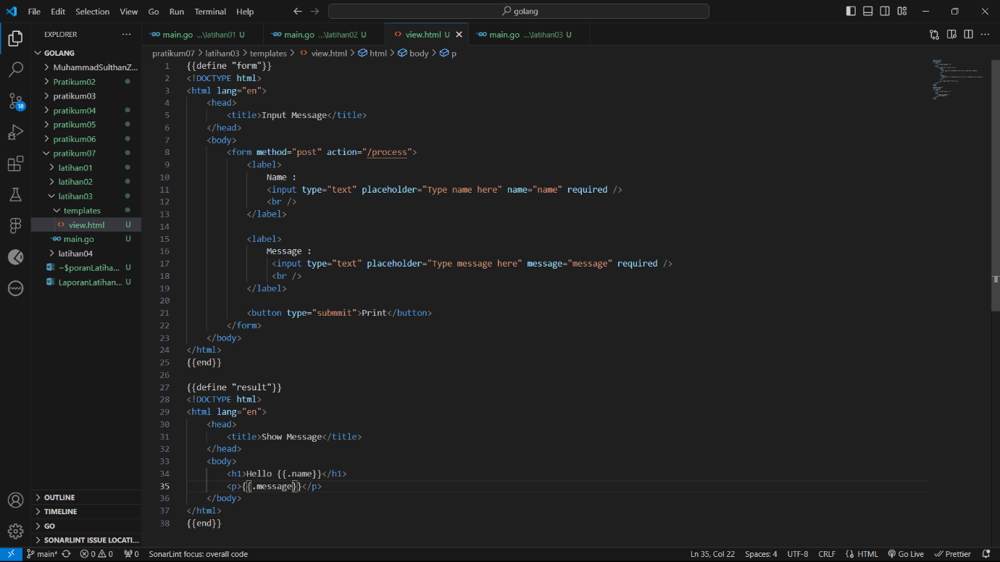 File Edit Selection View Go Run Terminal Help
golang
EXPLORER
GOLANG
MuhammadSulthanZ...
Pratikum02
pratikum03
pratikum04
pratikum05
pratikum06
pratikum07
latihan01
latihan02
latihan03
templates
view.html U
main.go U
latihan04
~$poranLatiha... U
LaporanLatihan... U
OUTLINE
TIMELINE
GO
SONARLINT ISSUE LOCATI...
18
main.go ...\latihan01 U
main.go ...\latihan02 U
view.html U
main.go ...\latihan03 U
pratikum07 > latihan03 > templates > view.html > html > body > p
1 {{define "form"}}
2 <!DOCTYPE html>
3 <html lang="en">
4 <head>
5 <title>Input Message</title>
6 </head>
7 <body>
8 <form method="post" action="/process">
9 <label>
10 Name :
11 <input type="text" placeholder="Type name here" name="name" required />
12 <br />
13 </label>
14
15 <label>
16 Message :
17 <input type="text" placeholder="Type message here" message="message" required />
18 <br />
19 </label>
20
21 <button type="submmit">Print</button>
22 </form>
23 </body>
24 </html>
25 {{end}}
26
27 {{define "result"}}
28 <!DOCTYPE html>
29 <html lang="en">
30 <head>
31 <title>Show Message</title>
32 </head>
33 <body>
34 <h1>Hello {{.name}}</h1>
35 <p>{{.message}}</p>
36 </body>
37 </html>
38 {{end}}
main* 0 0 0 SonarLint focus: overall code Ln 35, Col 22 Spaces: 4 UTF-8 CRLF HTML Go Live Prettier